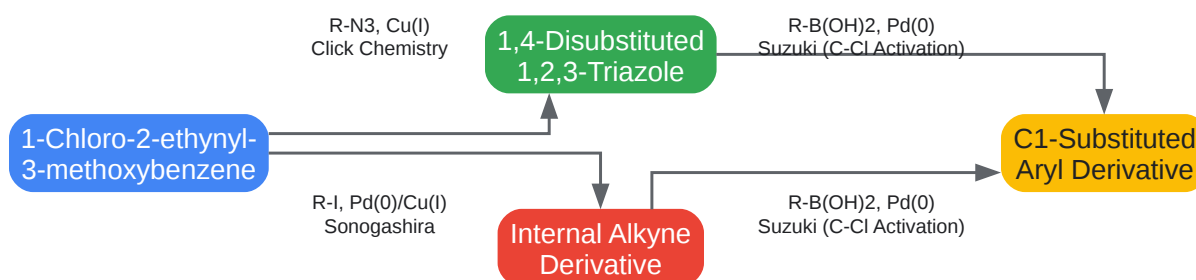 R-N3, Cu(I)
Click Chemistry
1,4-Disubstituted
1,2,3-Triazole
R-B(OH)2, Pd(0)
Suzuki (C-Cl Activation)
1-Chloro-2-ethynyl-
3-methoxybenzene
C1-Substituted
Aryl Derivative
R-I, Pd(0)/Cu(I)
Sonogashira
Internal Alkyne
Derivative
R-B(OH)2, Pd(0)
Suzuki (C-Cl Activation)